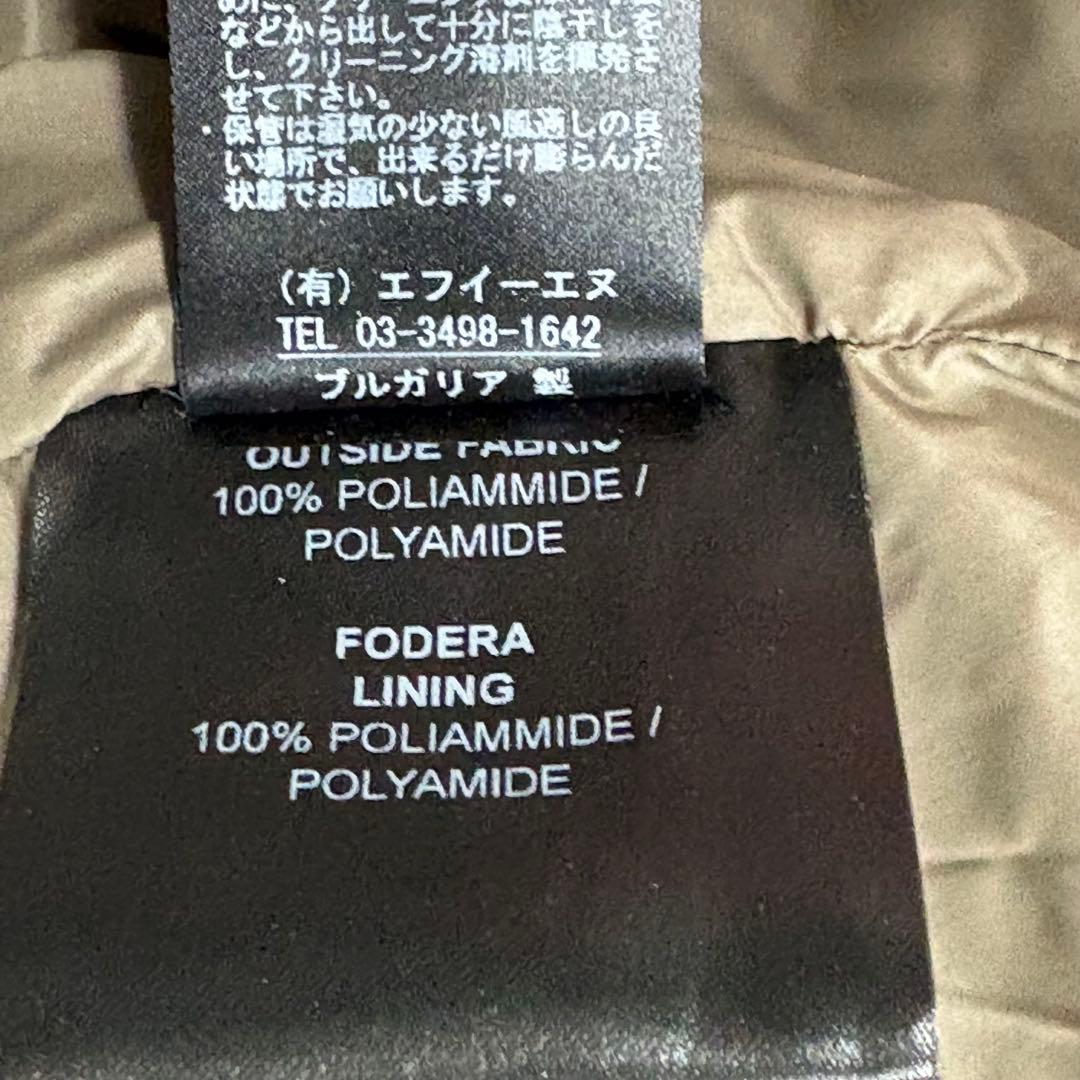 などから出して十分に陰干しを
し、クリーニング溶剤を揮発さ
せて下さい。
・保管は湿気の少ない風通しの良
い場所で、出来るだけ膨らんだ
状態でお願いします。
(有) エフイーエヌ
TEL 03-3498-1642
ブルガリア 製
OUTSIDE FABRIC
100% POLIAMMIDE /
POLYAMIDE
FODERA
LINING
100% POLIAMMIDE /
POLYAMIDE